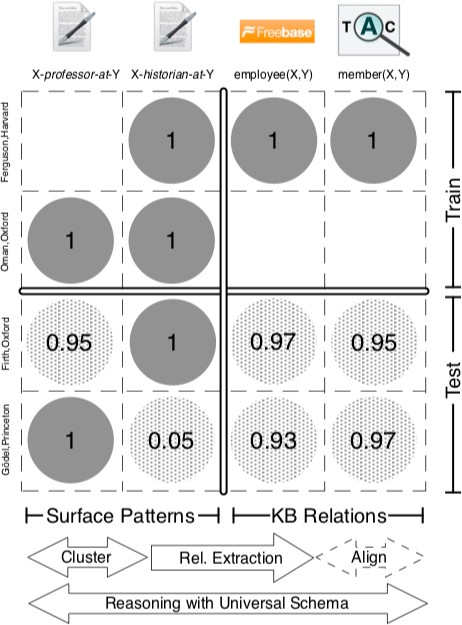 Freebase
TAC
X-professor-at-Y
X-historian-at-Y
employee(X,Y)
member(X,Y)
Ferguson,Harvard
1
1
1
Train
Oman,Oxford
1
1
Firth,Oxford
0.95
1
0.97
0.95
Test
Gödel,Princeton
1
0.05
0.93
0.97
Surface Patterns
KB Relations
Cluster
Rel. Extraction
Align
Reasoning with Universal Schema